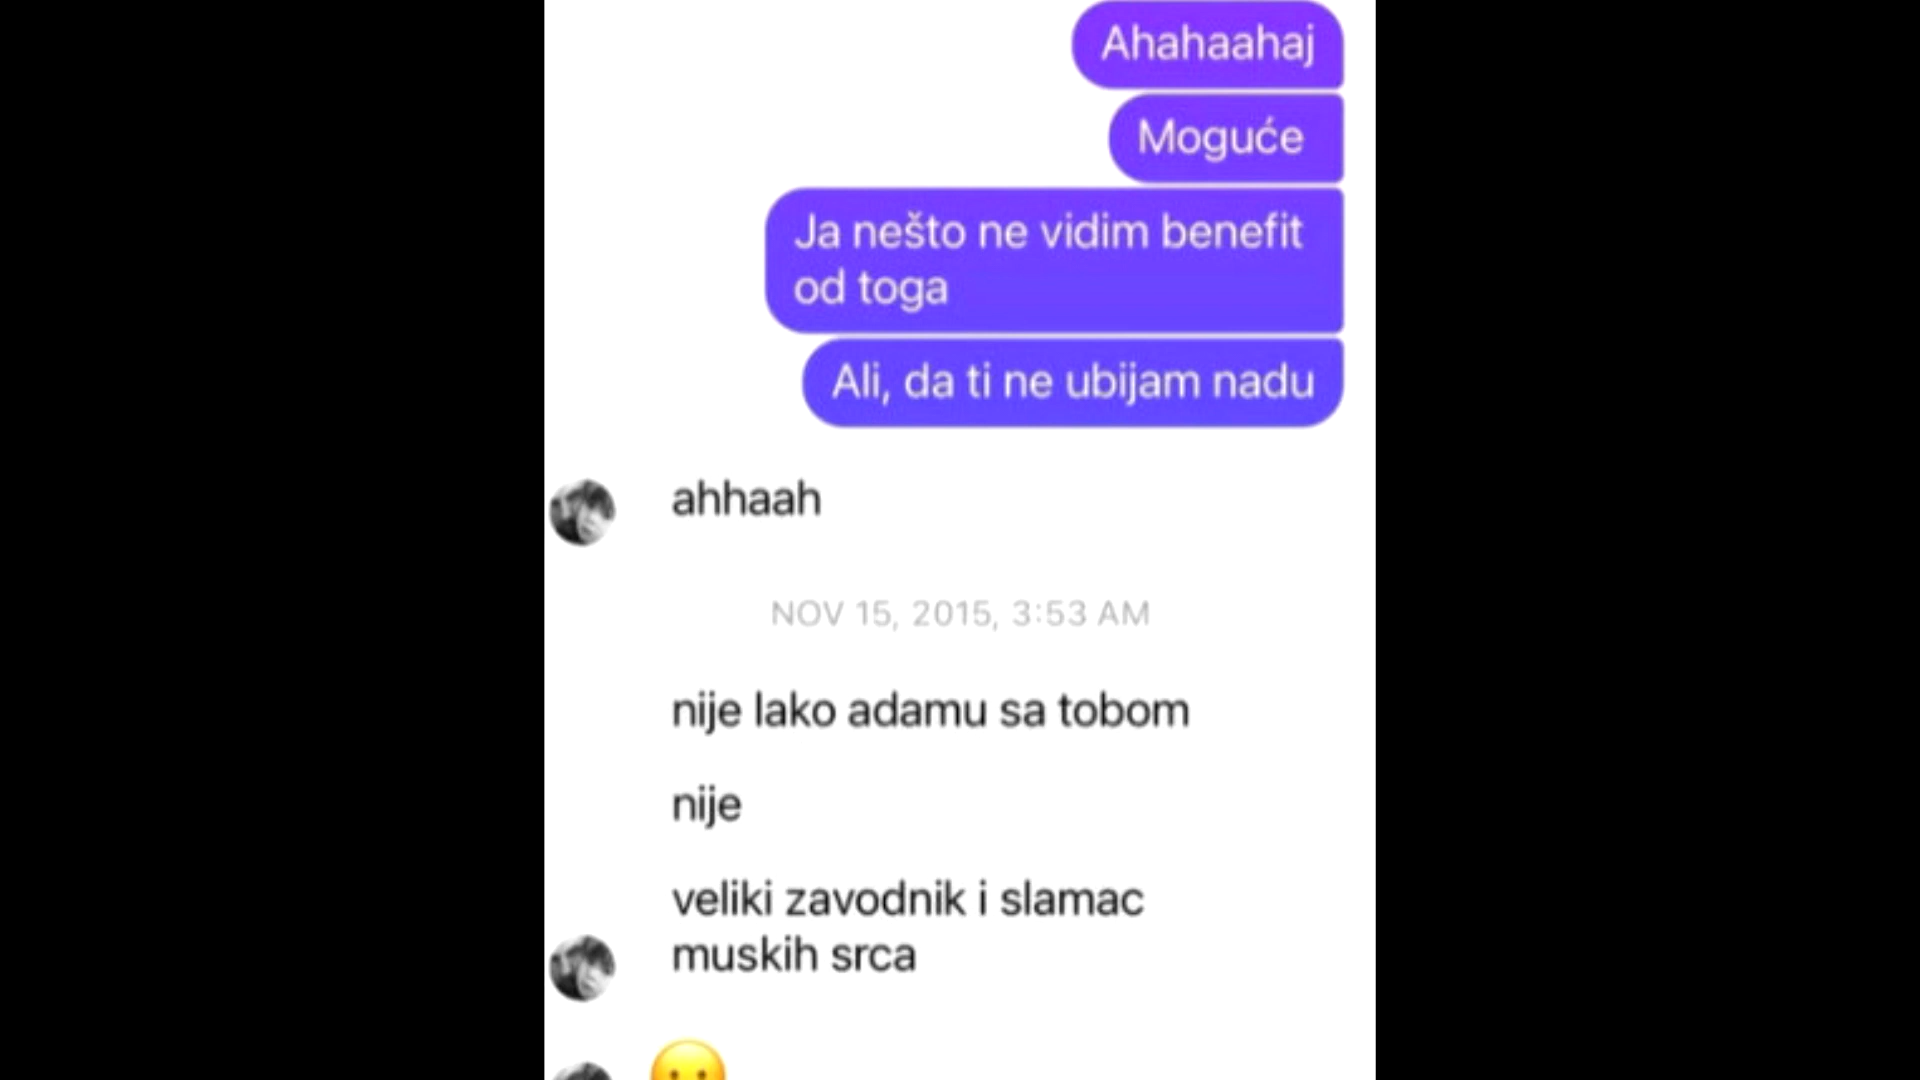 Ahahaahaj
Moguće
Ja nešto ne vidim benefit
od toga
Ali, da ti ne ubijam nadu
ahhaah
NOV 15, 2015, 3:53 AM
nije lako adamu sa tobom
nije
veliki zavodnik i slamac
muskih srca